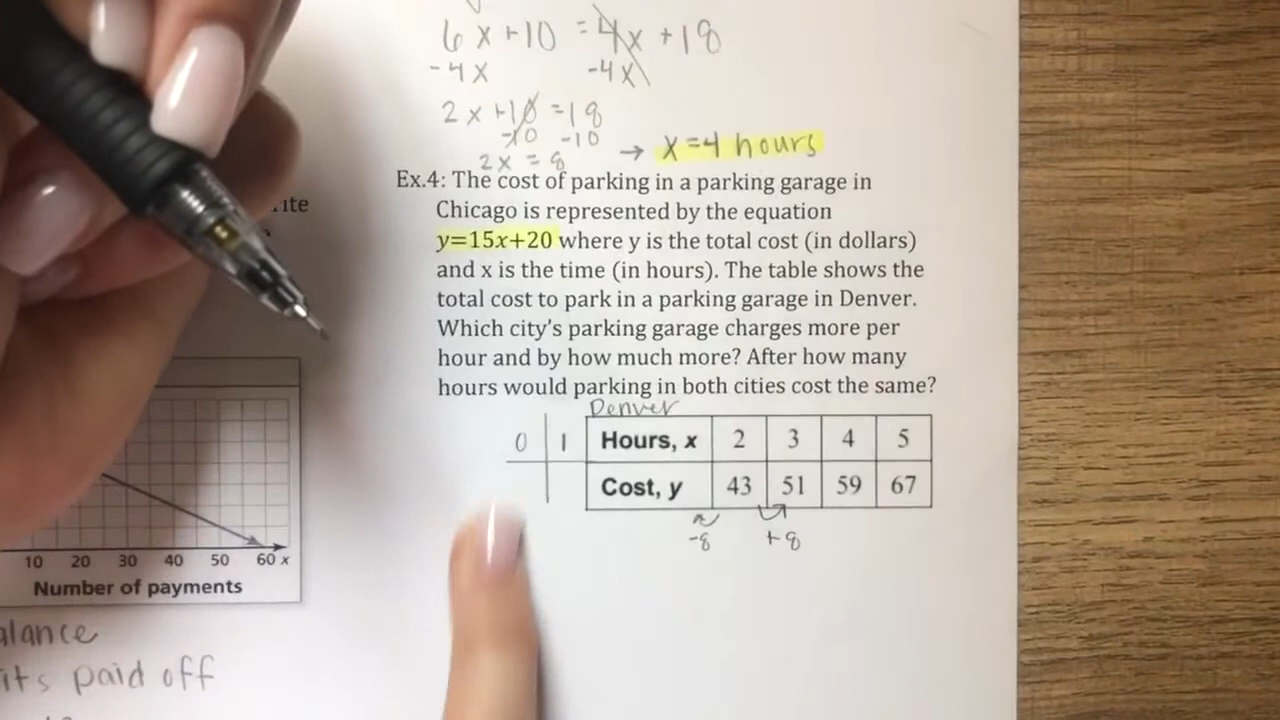 6x+10 = 4x +18
-4x -4x
2x+10 =18
-10 -10
2x = 8 → x=4 hours
Ex.4: The cost of parking in a parking garage in
Chicago is represented by the equation
y=15x+20 where y is the total cost (in dollars)
and x is the time (in hours). The table shows the
total cost to park in a parking garage in Denver.
Which city's parking garage charges more per
hour and by how much more? After how many
hours would parking in both cities cost the same?
Denver
0 1 Hours, x 2 3 4 5
Cost, y 43 51 59 67
-8 +8
10 20 30 40 50 60 x
Number of payments
paid off